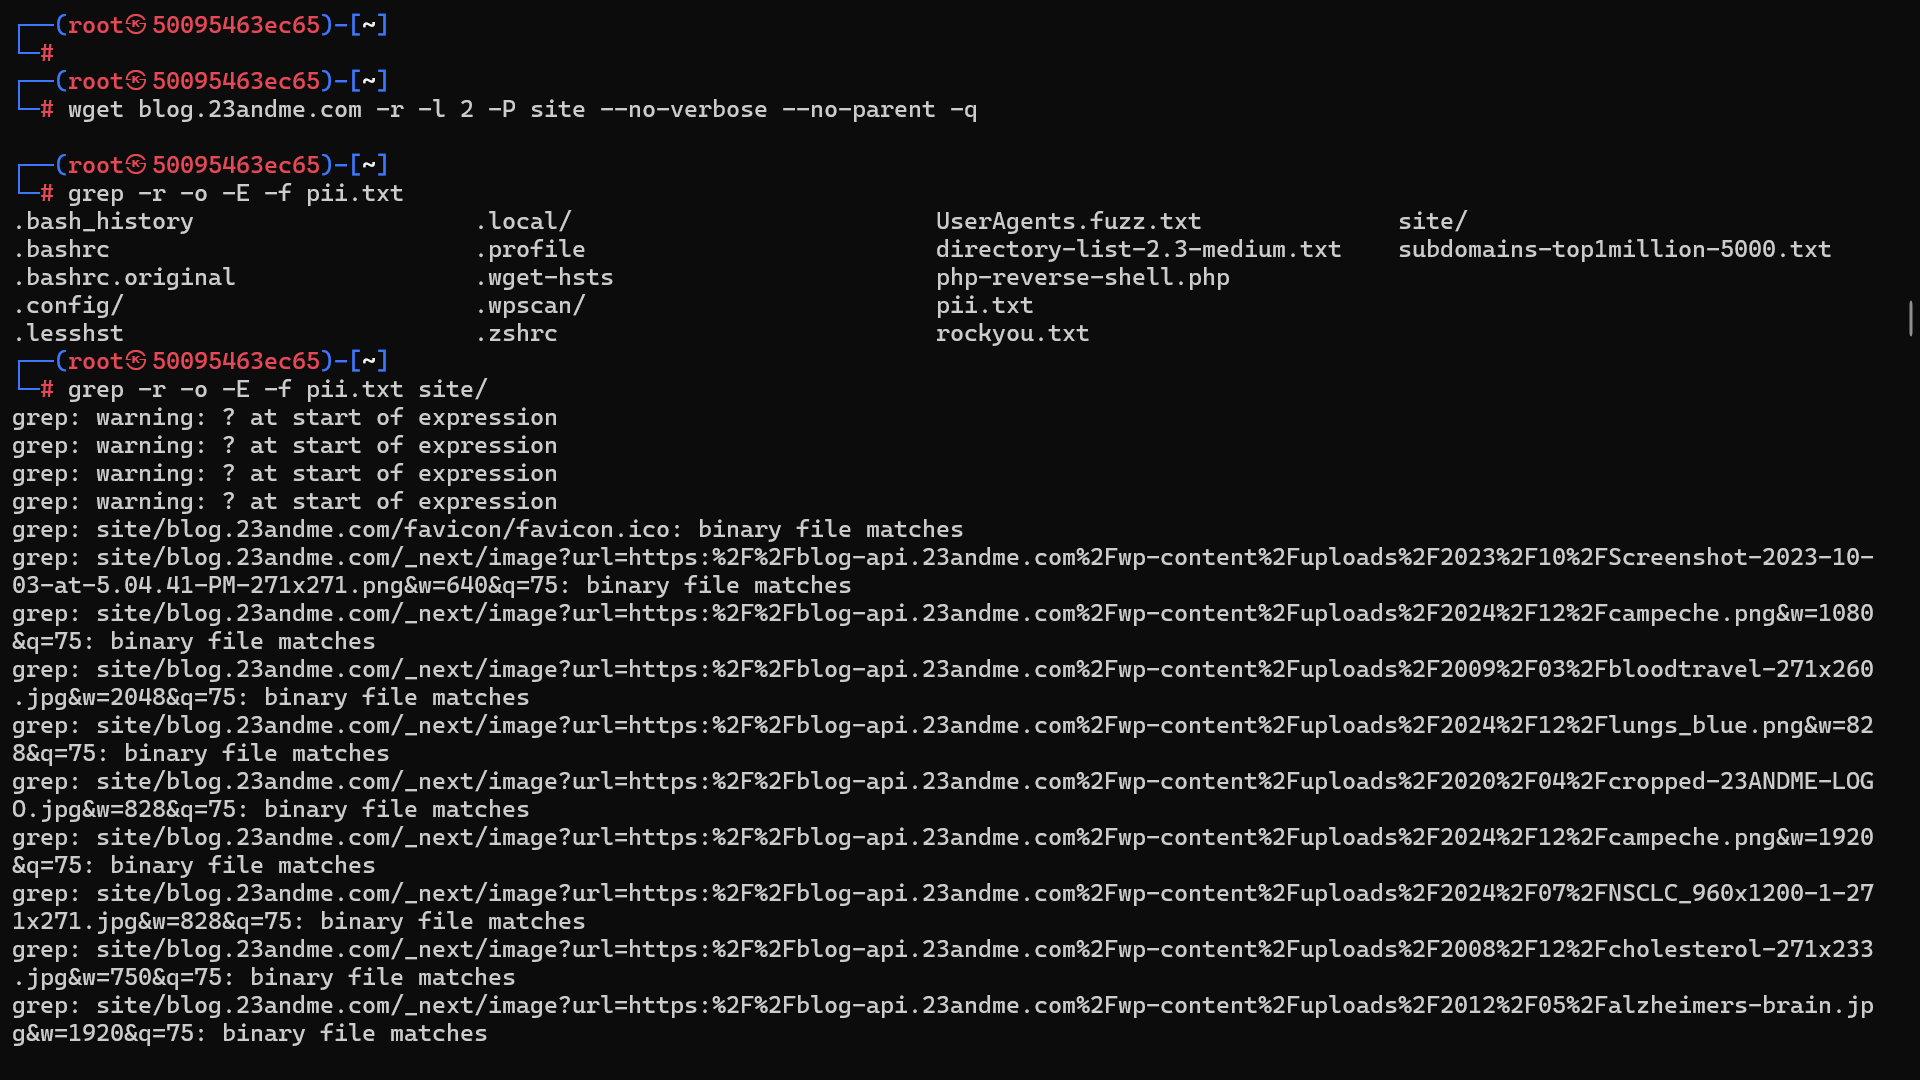 ┌──(root㉿50095463ec65)-[~]
└─#
┌──(root㉿50095463ec65)-[~]
└─# wget blog.23andme.com -r -l 2 -P site --no-verbose --no-parent -q
┌──(root㉿50095463ec65)-[~]
└─# grep -r -o -E -f pii.txt
.bash_history .local/ UserAgents.fuzz.txt site/
.bashrc .profile directory-list-2.3-medium.txt subdomains-top1million-5000.txt
.bashrc.original .wget-hsts php-reverse-shell.php
.config/ .wpscan/ pii.txt
.lesshst .zshrc rockyou.txt
┌──(root㉿50095463ec65)-[~]
└─# grep -r -o -E -f pii.txt site/
grep: warning: ? at start of expression
grep: warning: ? at start of expression
grep: warning: ? at start of expression
grep: warning: ? at start of expression
grep: site/blog.23andme.com/favicon/favicon.ico: binary file matches
grep: site/blog.23andme.com/_next/image?url=https:%2F%2Fblog-api.23andme.com%2Fwp-content%2Fuploads%2F2023%2F10%2FScreenshot-2023-10-
03-at-5.04.41-PM-271x271.png&w=640&q=75: binary file matches
grep: site/blog.23andme.com/_next/image?url=https:%2F%2Fblog-api.23andme.com%2Fwp-content%2Fuploads%2F2024%2F12%2Fcampeche.png&w=1080
&q=75: binary file matches
grep: site/blog.23andme.com/_next/image?url=https:%2F%2Fblog-api.23andme.com%2Fwp-content%2Fuploads%2F2009%2F03%2Fbloodtravel-271x260
.jpg&w=2048&q=75: binary file matches
grep: site/blog.23andme.com/_next/image?url=https:%2F%2Fblog-api.23andme.com%2Fwp-content%2Fuploads%2F2024%2F12%2Flungs_blue.png&w=82
8&q=75: binary file matches
grep: site/blog.23andme.com/_next/image?url=https:%2F%2Fblog-api.23andme.com%2Fwp-content%2Fuploads%2F2020%2F04%2Fcropped-23ANDME-LOG
O.jpg&w=828&q=75: binary file matches
grep: site/blog.23andme.com/_next/image?url=https:%2F%2Fblog-api.23andme.com%2Fwp-content%2Fuploads%2F2024%2F12%2Fcampeche.png&w=1920
&q=75: binary file matches
grep: site/blog.23andme.com/_next/image?url=https:%2F%2Fblog-api.23andme.com%2Fwp-content%2Fuploads%2F2024%2F07%2FNSCLC_960x1200-1-27
1x271.jpg&w=828&q=75: binary file matches
grep: site/blog.23andme.com/_next/image?url=https:%2F%2Fblog-api.23andme.com%2Fwp-content%2Fuploads%2F2008%2F12%2Fcholesterol-271x233
.jpg&w=750&q=75: binary file matches
grep: site/blog.23andme.com/_next/image?url=https:%2F%2Fblog-api.23andme.com%2Fwp-content%2Fuploads%2F2012%2F05%2Falzheimers-brain.jp
g&w=1920&q=75: binary file matches